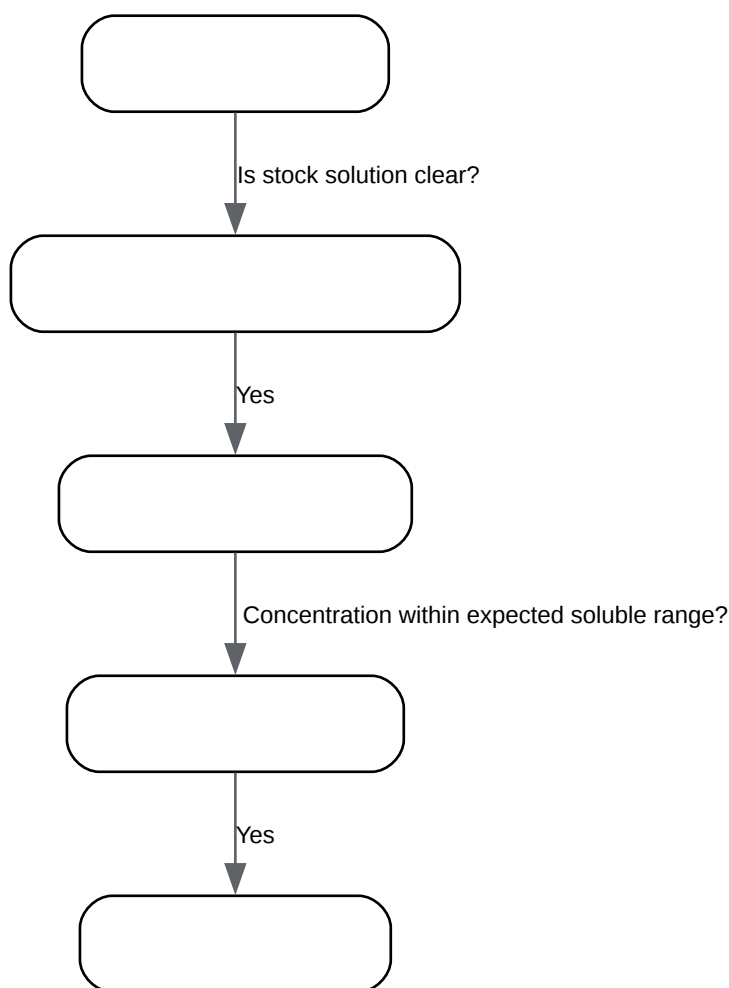 Is stock solution clear?
Yes
Concentration within expected soluble range?
Yes